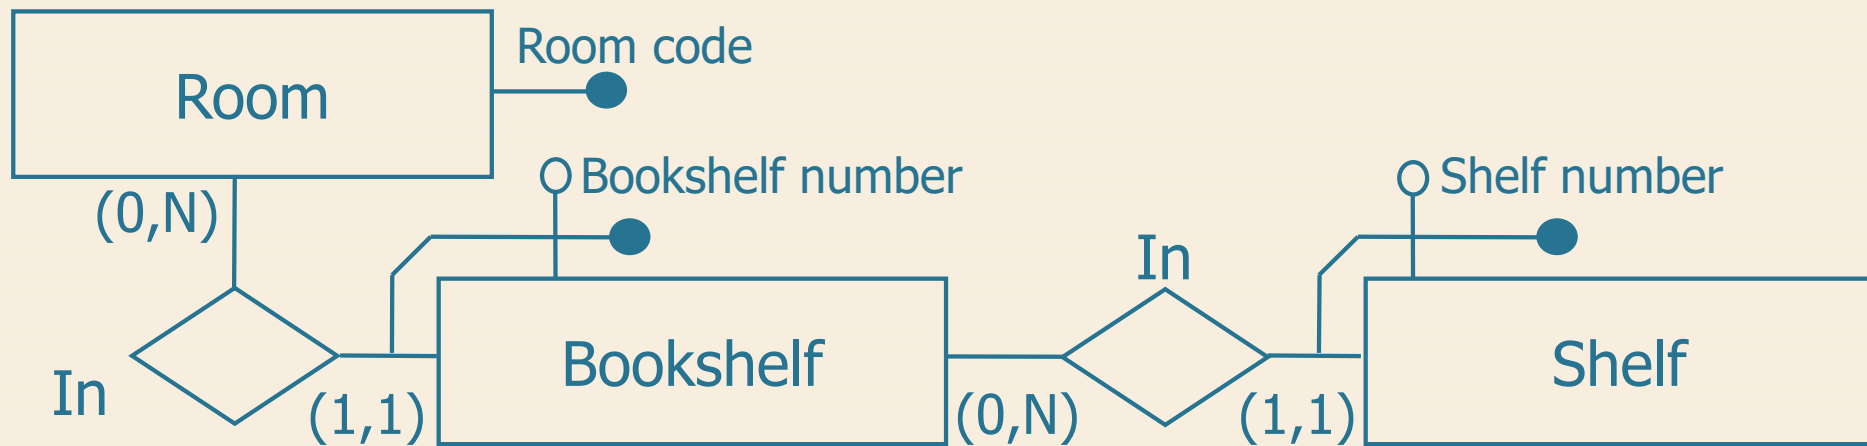 Room code
Room
Bookshelf number
Shelf number
(0,N)
In
Bookshelf
Shelf
In
(1,1)
(0,N)
(1,1)